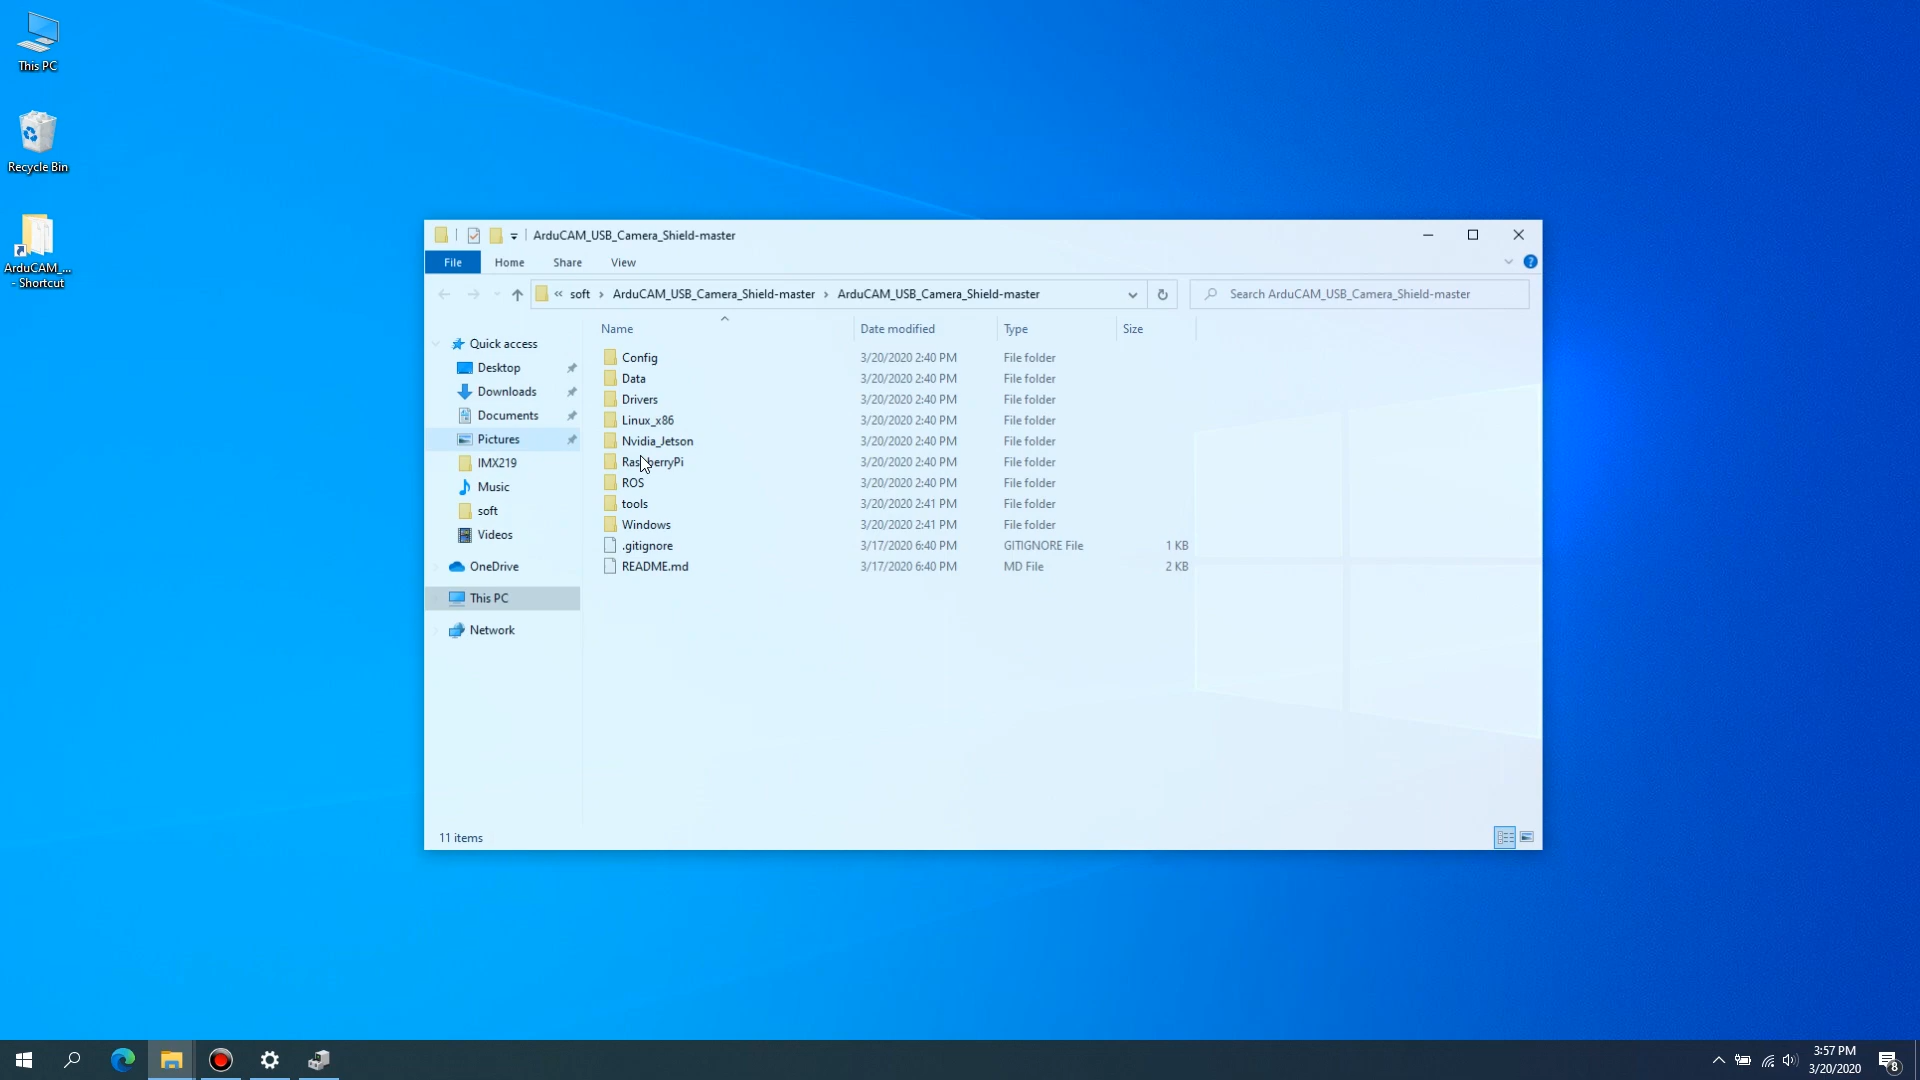 This PC
Recycle Bin
ArduCAM_...
- Shortcut
ArduCAM_USB_Camera_Shield-master
File Home Share View
« soft › ArduCAM_USB_Camera_Shield-master › ArduCAM_USB_Camera_Shield-master
Search ArduCAM_USB_Camera_Shield-master
Quick access
Desktop
Downloads
Documents
Pictures
IMX219
Music
soft
Videos
OneDrive
This PC
Network
Name Date modified Type Size
Config 3/20/2020 2:40 PM File folder
Data 3/20/2020 2:40 PM File folder
Drivers 3/20/2020 2:40 PM File folder
Linux_x86 3/20/2020 2:40 PM File folder
Nvidia_Jetson 3/20/2020 2:40 PM File folder
RaspberryPi 3/20/2020 2:40 PM File folder
ROS 3/20/2020 2:40 PM File folder
tools 3/20/2020 2:41 PM File folder
Windows 3/20/2020 2:41 PM File folder
.gitignore 3/17/2020 6:40 PM GITIGNORE File 1 KB
README.md 3/17/2020 6:40 PM MD File 2 KB
11 items
3:57 PM
3/20/2020
8